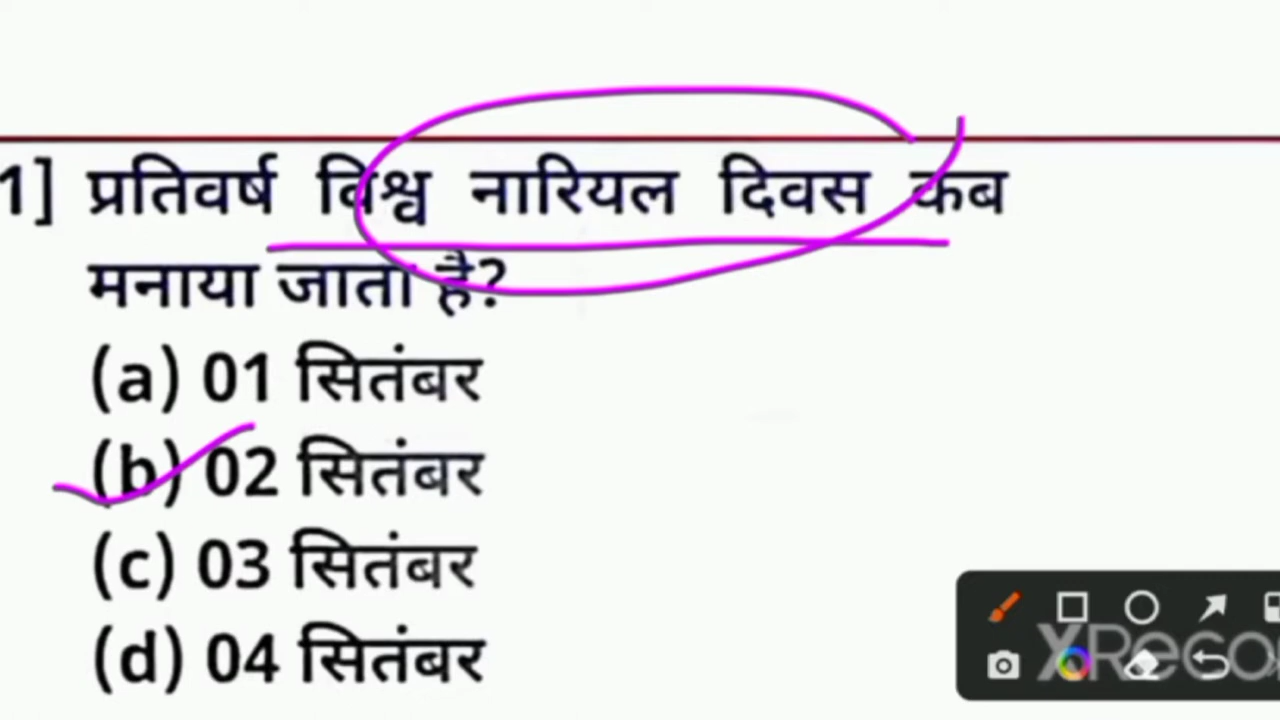 1] प्रतिवर्ष विश्व नारियल दिवस कब
मनाया जाता है?
(a) 01 सितंबर
(b) 02 सितंबर
(c) 03 सितंबर
(d) 04 सितंबर